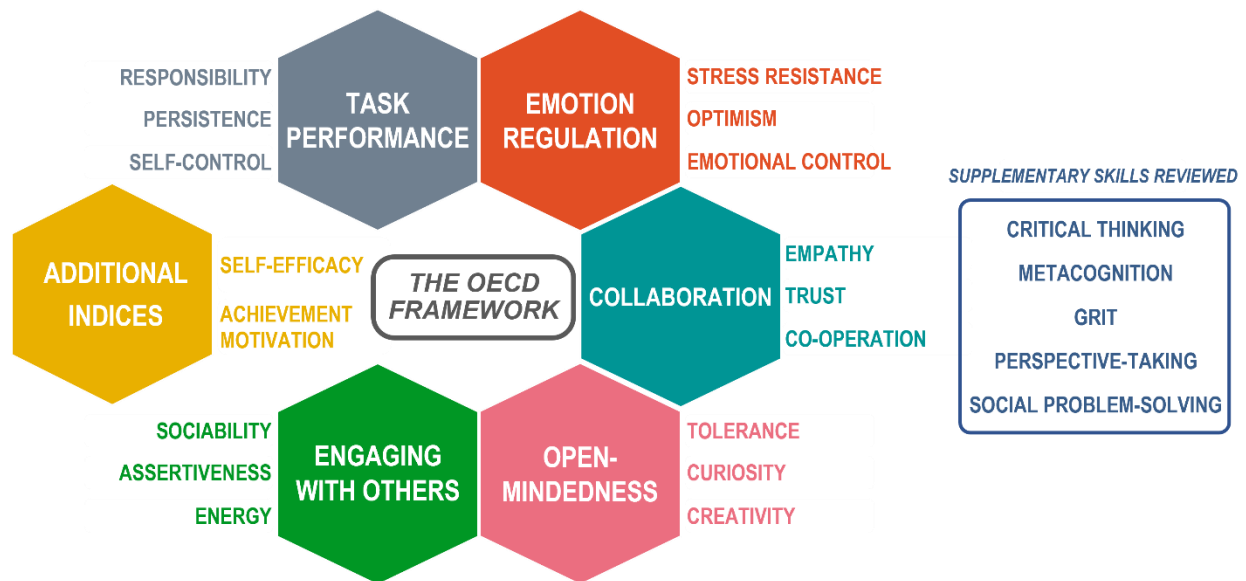 RESPONSIBILITY
PERSISTENCE
SELF-CONTROL
TASK
PERFORMANCE
EMOTION
REGULATION
STRESS RESISTANCE
OPTIMISM
EMOTIONAL CONTROL
ADDITIONAL
INDICES
SELF-EFFICACY
ACHIEVEMENT
MOTIVATION
THE OECD
FRAMEWORK
COLLABORATION
EMPATHY
TRUST
CO-OPERATION
SOCIABILITY
ASSERTIVENESS
ENERGY
ENGAGING
WITH OTHERS
OPEN-
MINDEDNESS
TOLERANCE
CURIOSITY
CREATIVITY
SUPPLEMENTARY SKILLS REVIEWED
CRITICAL THINKING
METACOGNITION
GRIT
PERSPECTIVE-TAKING
SOCIAL PROBLEM-SOLVING